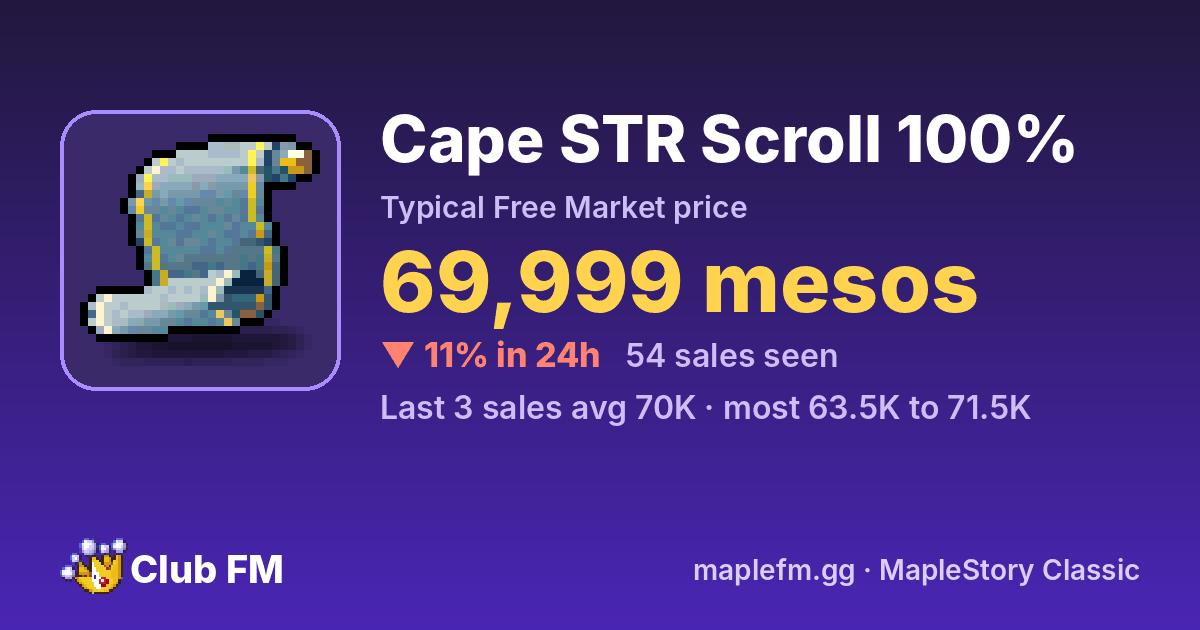 Cape STR Scroll 100%
Typical Free Market price
69,999 mesos
▼ 11% in 24h 54 sales seen
Last 3 sales avg 70K · most 63.5K to 71.5K
Club FM
maplefm.gg · MapleStory Classic